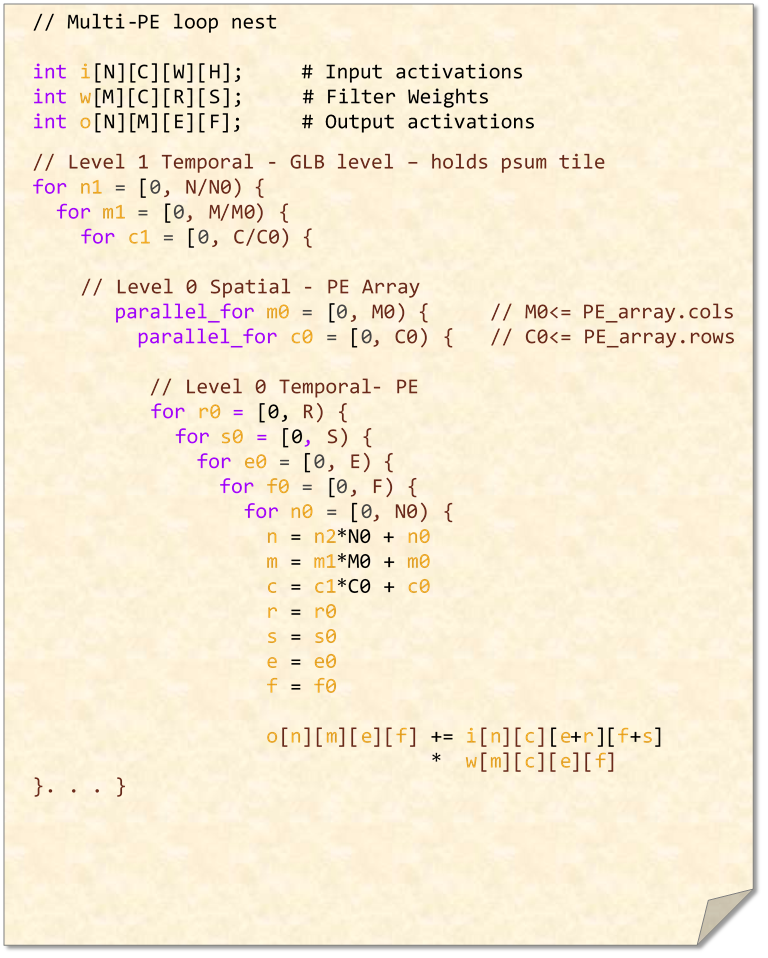 // Multi-PE loop nest
int i[N][C][W][H];     # Input activations
int w[M][C][R][S];     # Filter Weights
int o[N][M][E][F];     # Output activations
// Level 1 Temporal - GLB level – holds psum tile
for n1 = [0, N/N0) {
for m1 = [0, M/M0) {
for c1 = [0, C/C0) {
// Level 0 Spatial - PE Array
parallel_for m0 = [0, M0) {     // M0<= PE_array.cols
parallel_for c0 = [0, C0) {   // C0<= PE_array.rows
// Level 0 Temporal- PE
for r0 = [0, R) {
for s0 = [0, S) {
for e0 = [0, E) {
for f0 = [0, F) {
for n0 = [0, N0) {
n = n2*N0 + n0
m = m1*M0 + m0
c = c1*C0 + c0
r = r0
s = s0
e = e0
f = f0
o[n][m][e][f] += i[n][c][e+r][f+s]
*  w[m][c][e][f]
}. . . }